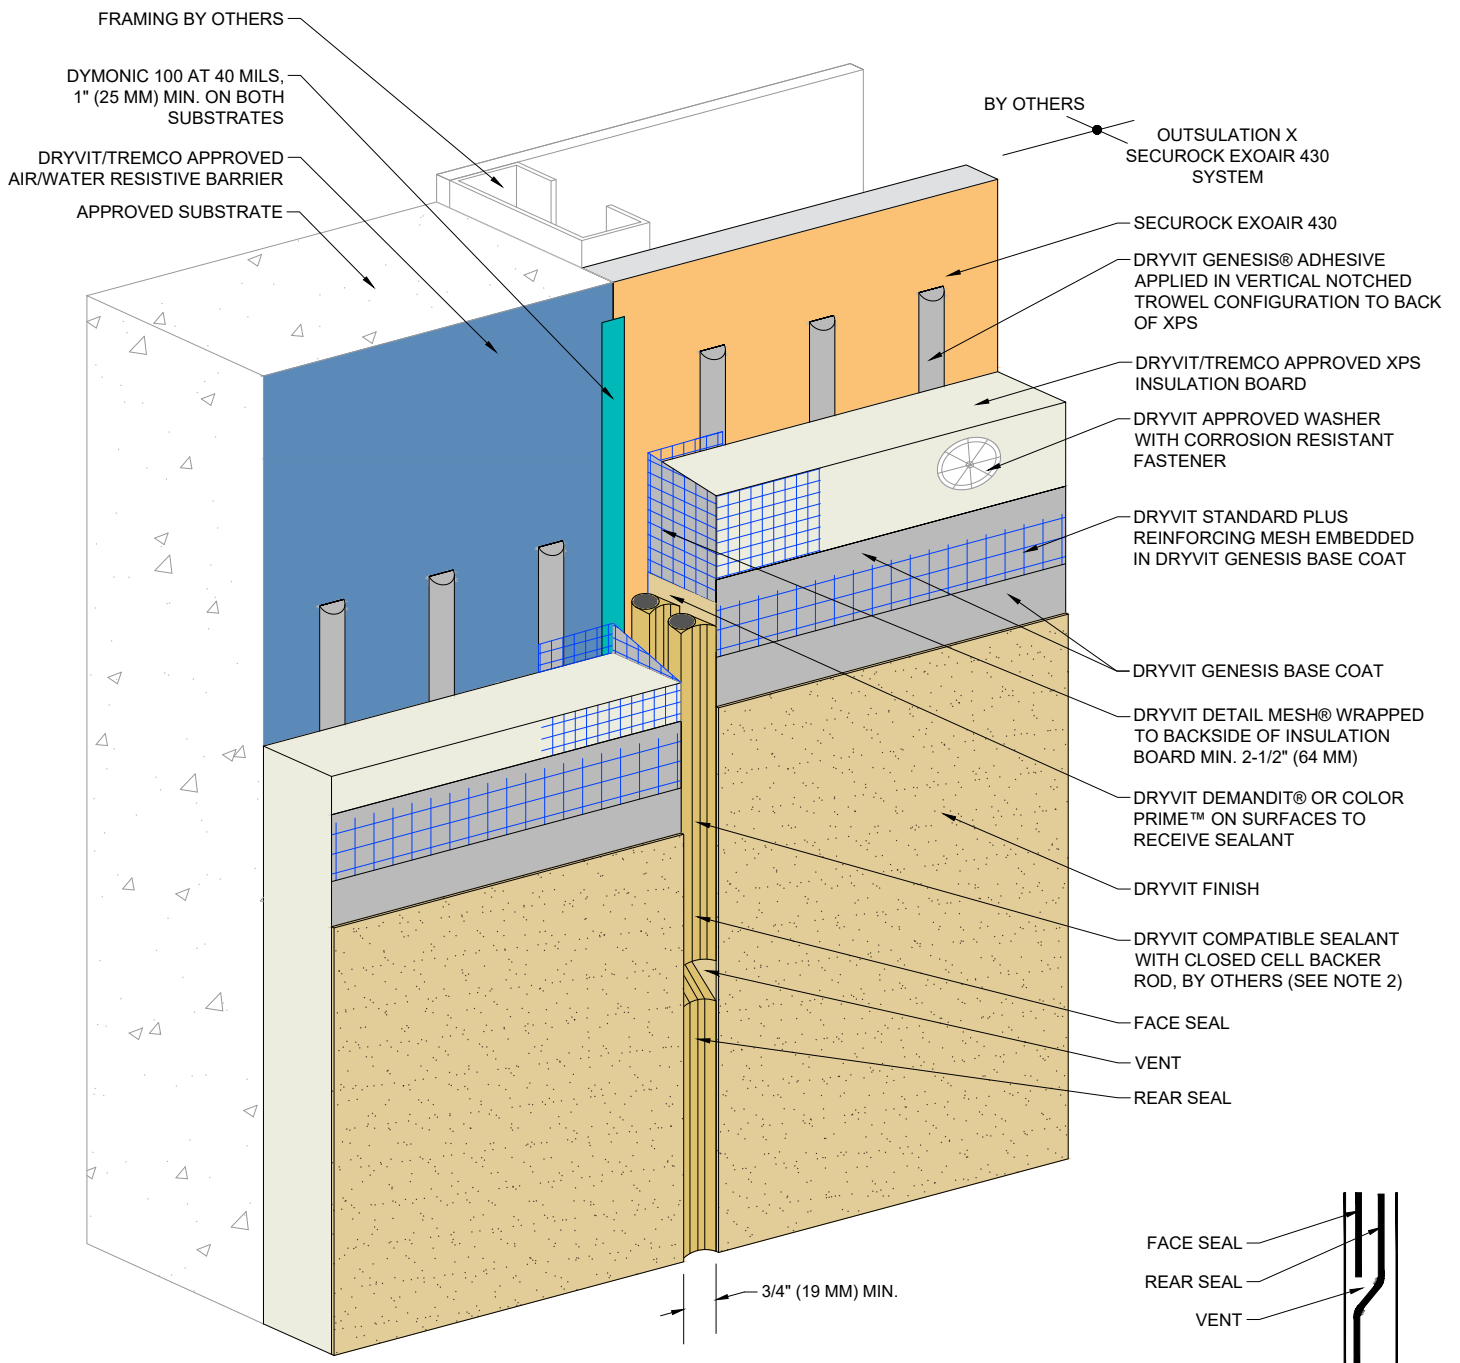 FRAMING BY OTHERS
DYMONIC 100 AT 40 MILS,
1" (25 MM) MIN. ON BOTH
SUBSTRATES
DRYVIT/TREMCO APPROVED
AIR/WATER RESISTIVE BARRIER
APPROVED SUBSTRATE
BY OTHERS
OUTSULATION X
SECUROCK EXOAIR 430
SYSTEM
SECUROCK EXOAIR 430
DRYVIT GENESIS® ADHESIVE
APPLIED IN VERTICAL NOTCHED
TROWEL CONFIGURATION TO BACK
OF XPS
DRYVIT/TREMCO APPROVED XPS
INSULATION BOARD
DRYVIT APPROVED WASHER
WITH CORROSION RESISTANT
FASTENER
DRYVIT STANDARD PLUS
REINFORCING MESH EMBEDDED
IN DRYVIT GENESIS BASE COAT
DRYVIT GENESIS BASE COAT
DRYVIT DETAIL MESH® WRAPPED
TO BACKSIDE OF INSULATION
BOARD MIN. 2-1/2" (64 MM)
DRYVIT DEMANDIT® OR COLOR
PRIME™ ON SURFACES TO
RECEIVE SEALANT
DRYVIT FINISH
DRYVIT COMPATIBLE SEALANT
WITH CLOSED CELL BACKER
ROD, BY OTHERS (SEE NOTE 2)
FACE SEAL
VENT
REAR SEAL
3/4" (19 MM) MIN.
FACE SEAL
REAR SEAL
VENT